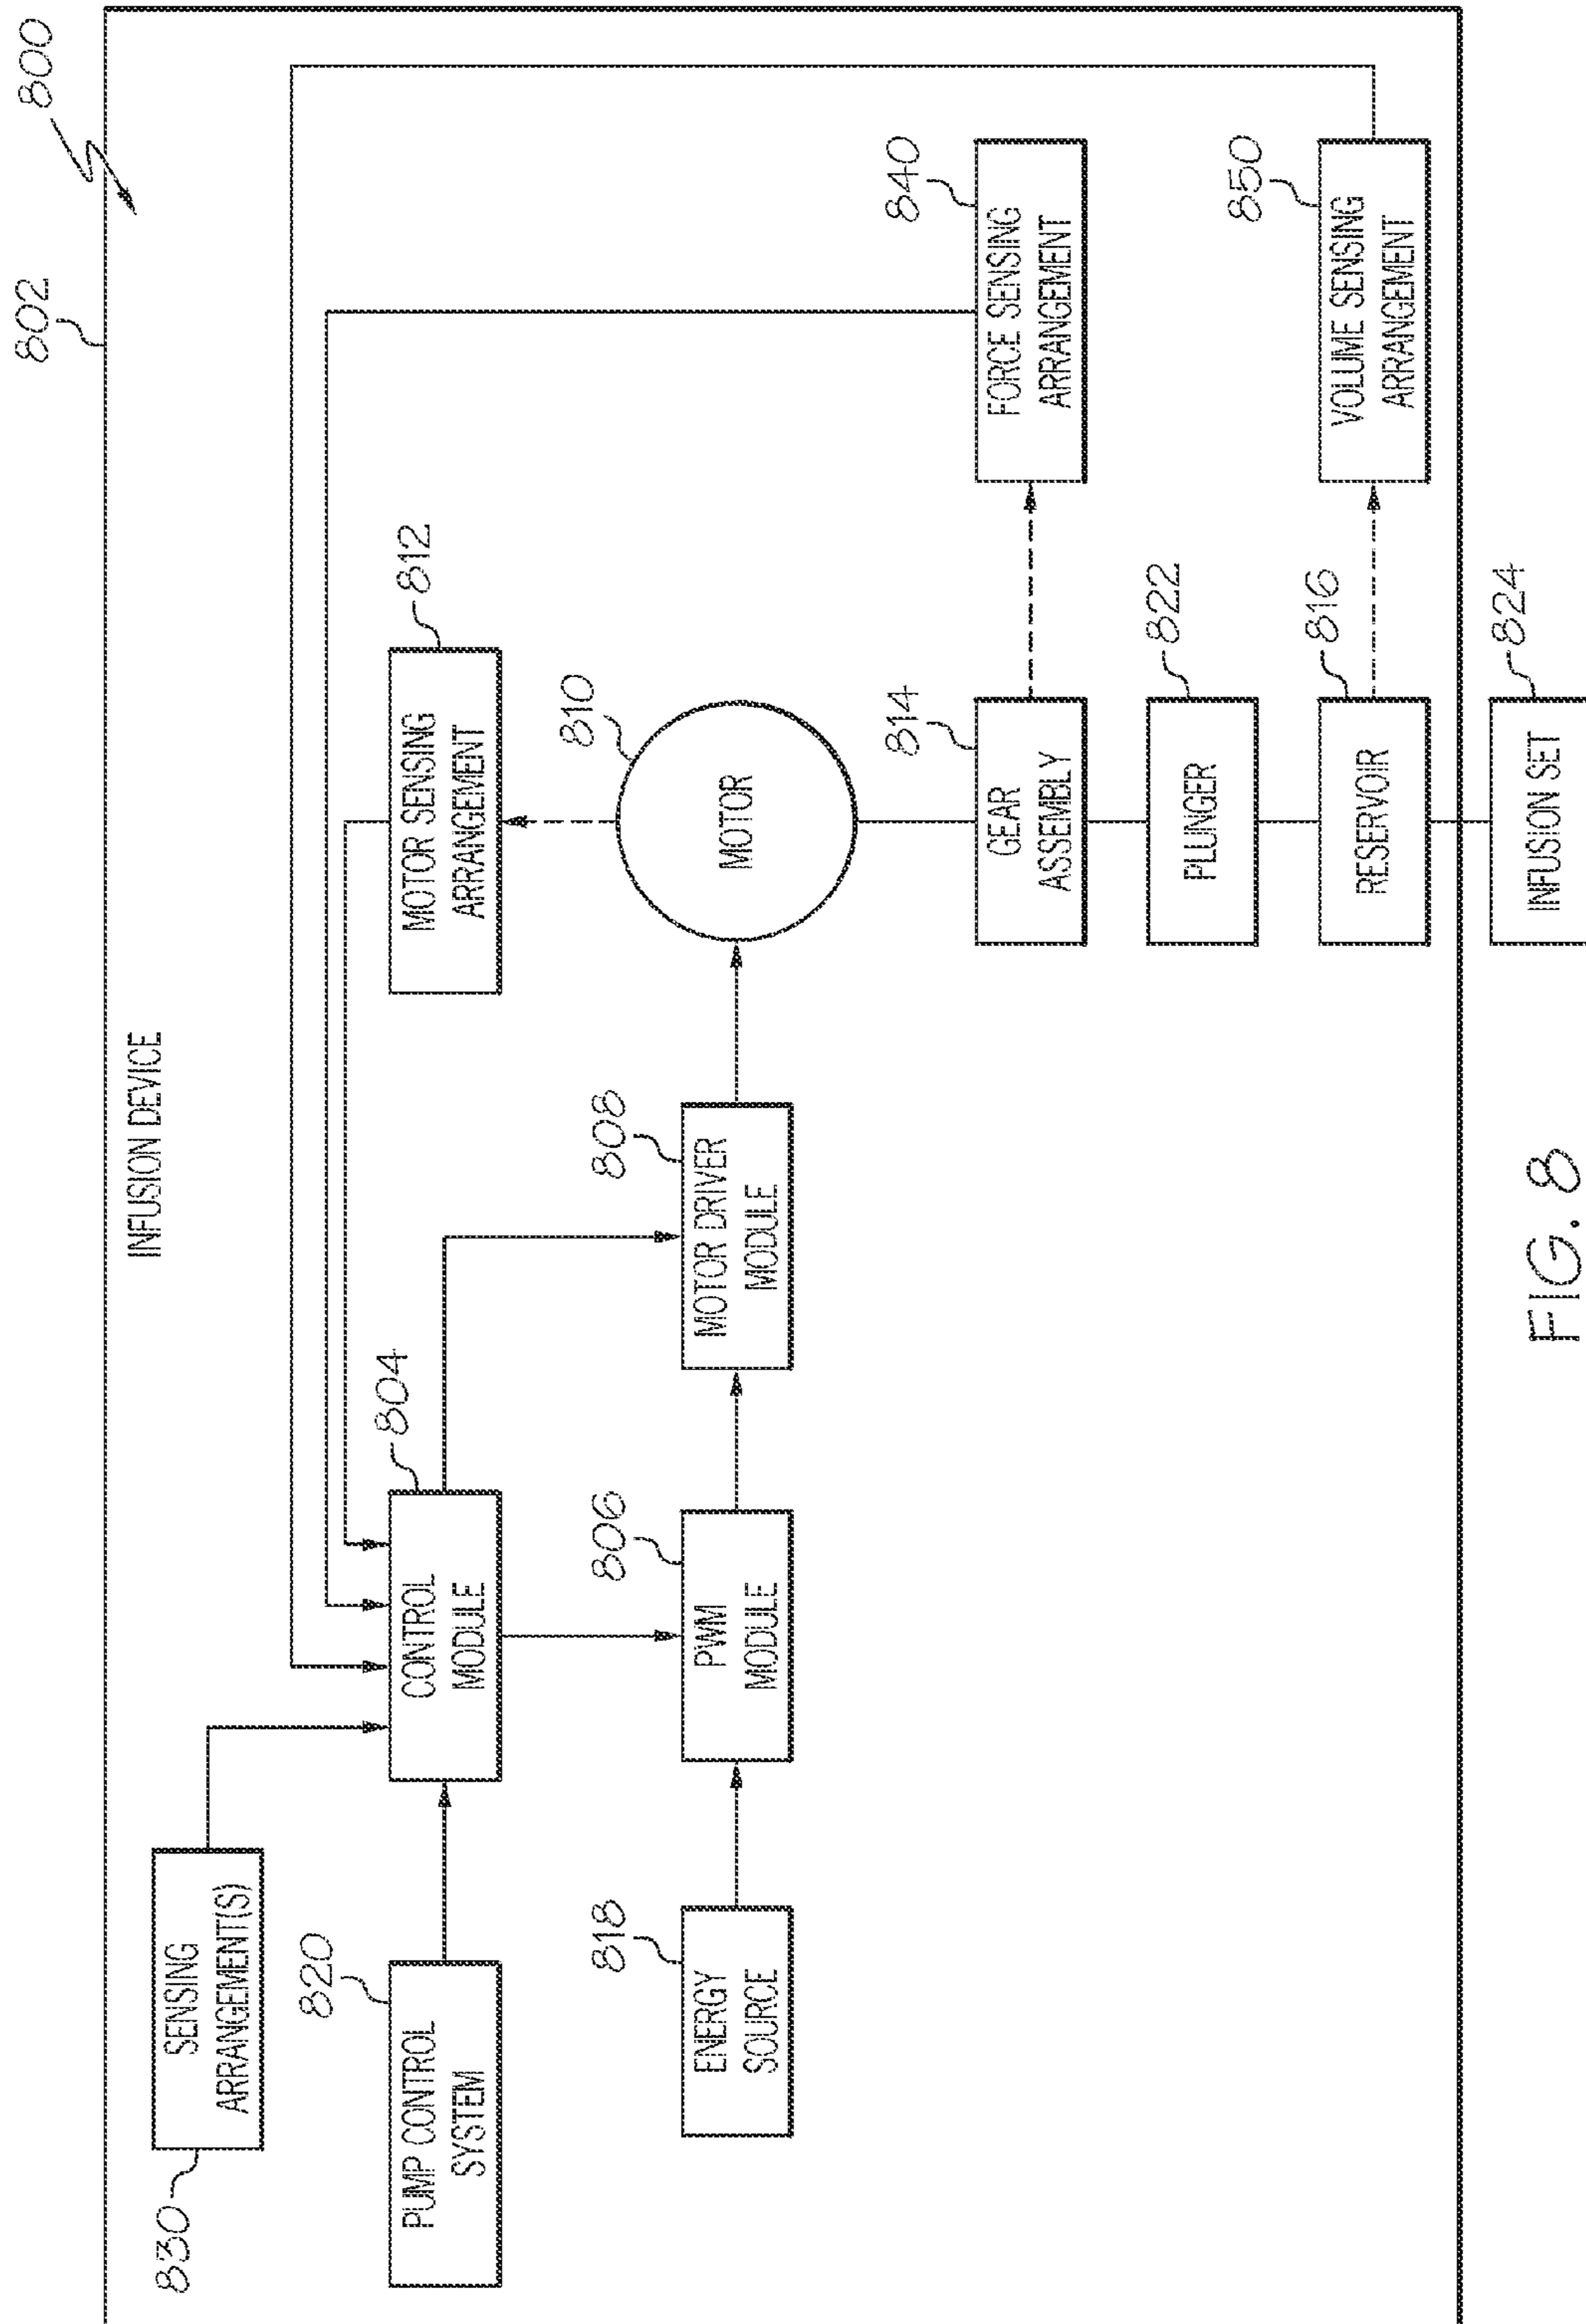 800
802
INFUSION DEVICE
830
SENSING
ARRANGEMENT(S)
820
PUMP CONTROL
SYSTEM
804
CONTROL
MODULE
812
MOTOR SENSING
ARRANGEMENT
818
ENERGY
SOURCE
806
PWM
MODULE
808
MOTOR DRIVER
MODULE
810
MOTOR
814
GEAR
ASSEMBLY
840
FORCE SENSING
ARRANGEMENT
822
PLUNGER
816
RESERVOIR
850
VOLUME SENSING
ARRANGEMENT
824
INFUSION SET
FIG. 8